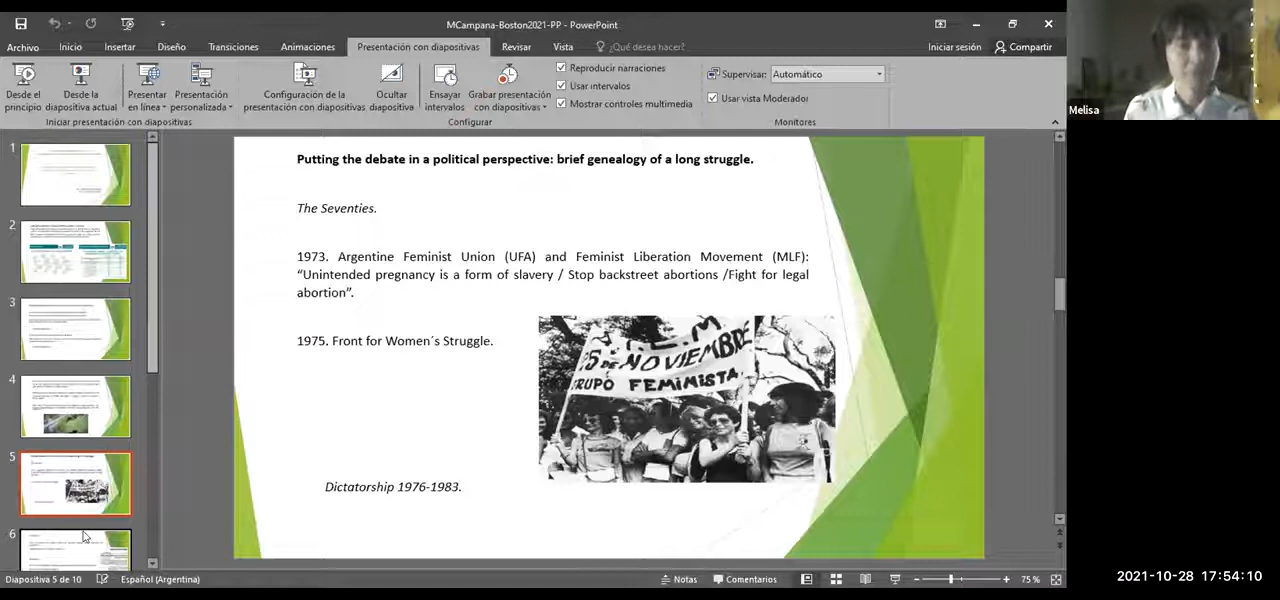 MCampana-Boston2021-PP - PowerPoint
Archivo Inicio Insertar Diseño Transiciones Animaciones Presentación con diapositivas Revisar Vista ¿Qué desea hacer? Iniciar sesión Compartir
Desde el principio
Desde la diapositiva actual
Presentar en línea
Presentación personalizada
Iniciar presentación con diapositivas
Configuración de la presentación con diapositivas
Ocultar diapositiva
Ensayar intervalos
Grabar presentación con diapositivas
Reproducir narraciones
Usar intervalos
Mostrar controles multimedia
Configurar
Supervisar: Automático
Usar vista Moderador
Monitores
Melisa
1
2
3
4
5
6
Putting the debate in a political perspective: brief genealogy of a long struggle.
The Seventies.
1973. Argentine Feminist Union (UFA) and Feminist Liberation Movement (MLF):
“Unintended pregnancy is a form of slavery / Stop backstreet abortions /Fight for legal
abortion”.
1975. Front for Women´s Struggle.
DE NOVIEMBRE
GRUPO FEMINISTA
Dictatorship 1976-1983.
Diapositiva 5 de 10 Español (Argentina) Notas Comentarios 75 %
2021-10-28 17:54:10